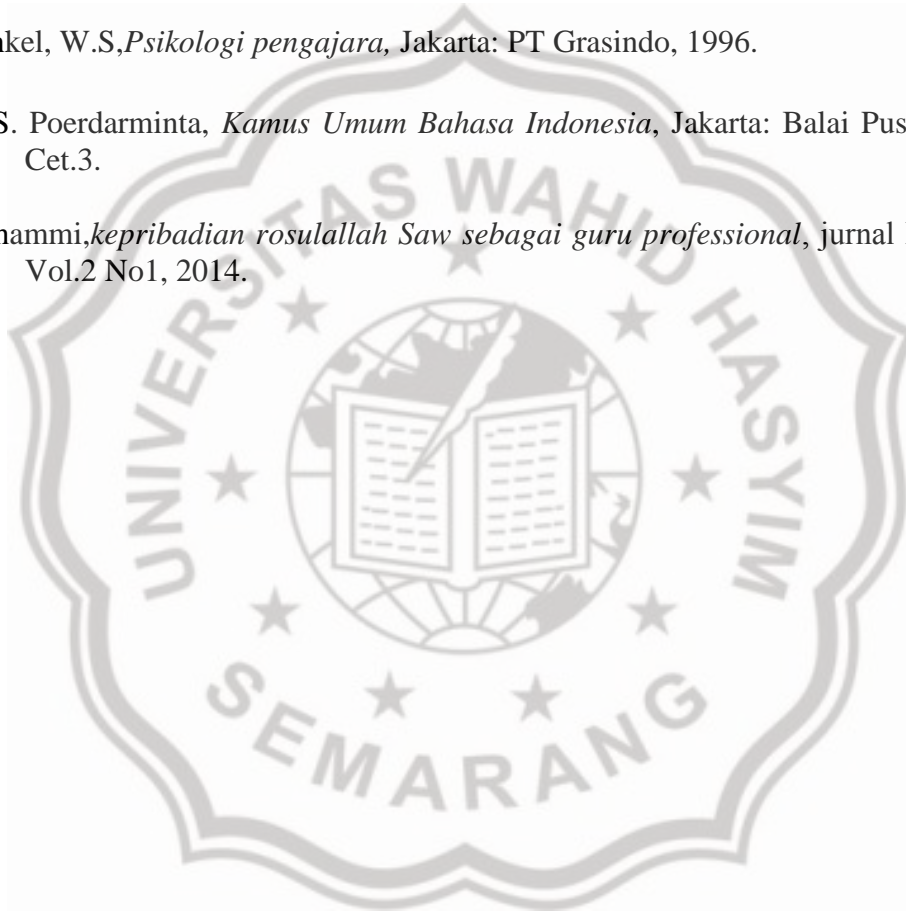 nkel, W.S,Psikologi pengajara, Jakarta: PT Grasindo, 1996.
S. Poerdarminta, Kamus Umum Bahasa Indonesia, Jakarta: Balai Pus
Cet.3.
hammi,kepribadian rosulallah Saw sebagai guru professional, jurnal
Vol.2 No1, 2014.
UNIVERSITAS WAHID HASYIM
SEMARANG